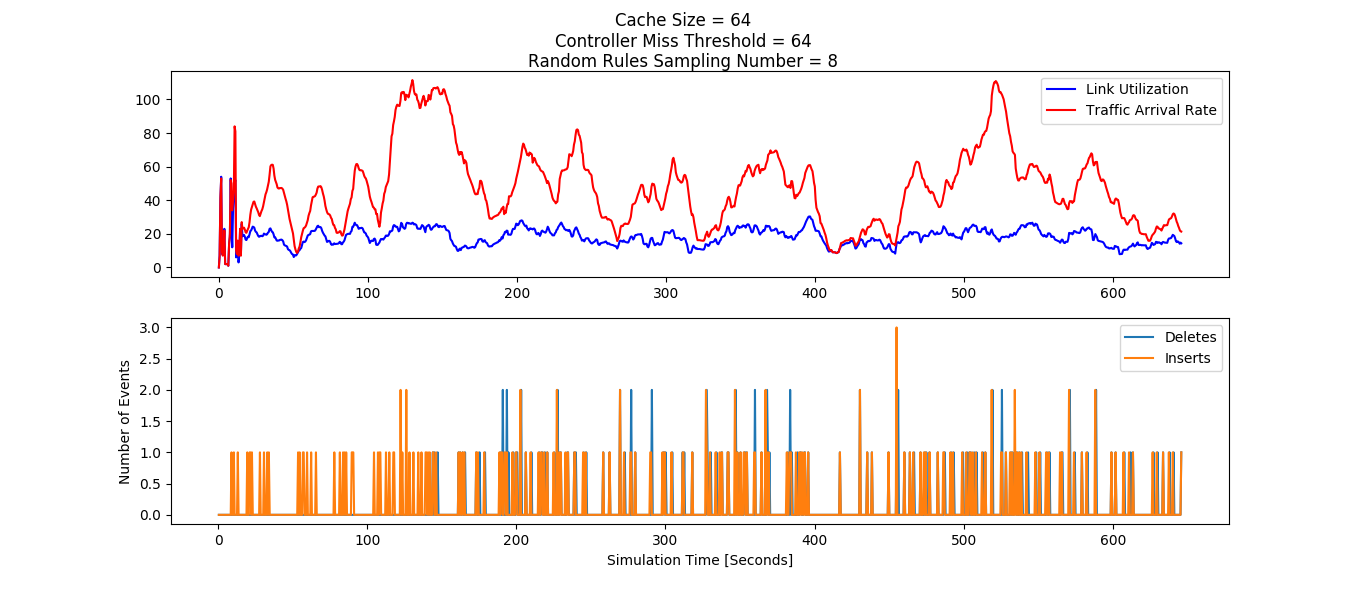 Cache Size = 64
Controller Miss Threshold = 64
Random Rules Sampling Number = 8
Link Utilization
Traffic Arrival Rate
100
80
60
40
20
0
0 100 200 300 400 500 600
Deletes
Inserts
Number of Events
3.0
2.5
2.0
1.5
1.0
0.5
0.0
0 100 200 300 400 500 600
Simulation Time [Seconds]